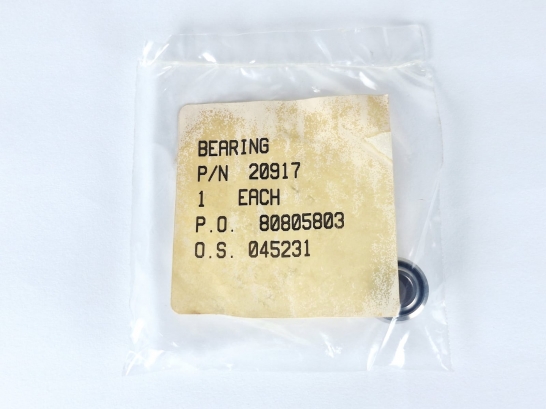 BEARING
P/N 20917
1 EACH
P.O. 80805803
O.S. 045231